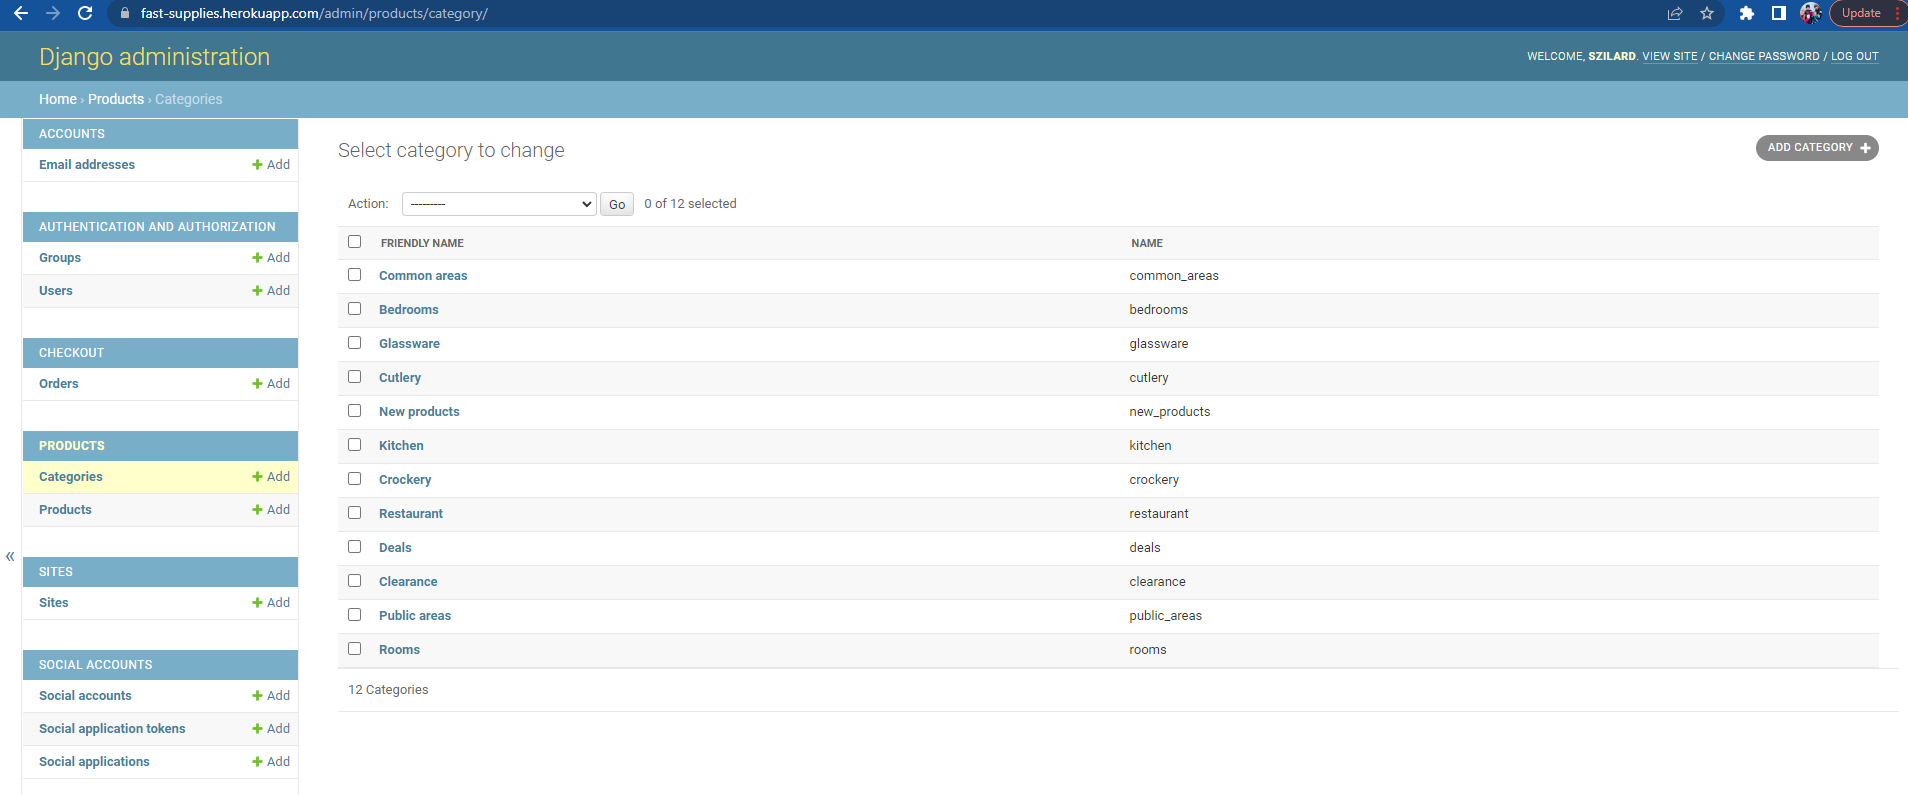 fast-supplies.herokuapp.com/admin/products/category/
Update
Django administration
WELCOME, SZILARD. VIEW SITE / CHANGE PASSWORD / LOG OUT
Home › Products › Categories
ACCOUNTS
Email addresses + Add
AUTHENTICATION AND AUTHORIZATION
Groups + Add
Users + Add
CHECKOUT
Orders + Add
PRODUCTS
Categories + Add
Products + Add
«
SITES
Sites + Add
SOCIAL ACCOUNTS
Social accounts + Add
Social application tokens + Add
Social applications + Add
Select category to change
ADD CATEGORY +
Action: --------- Go 0 of 12 selected
FRIENDLY NAME NAME
Common areas common_areas
Bedrooms bedrooms
Glassware glassware
Cutlery cutlery
New products new_products
Kitchen kitchen
Crockery crockery
Restaurant restaurant
Deals deals
Clearance clearance
Public areas public_areas
Rooms rooms
12 Categories